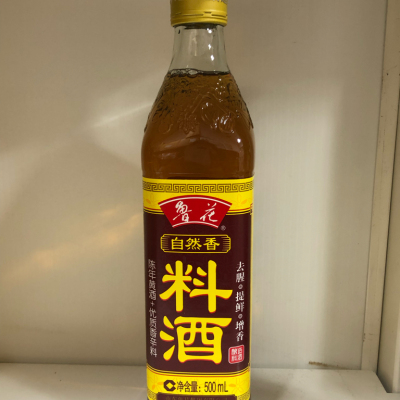 鲁花®
自然香
料酒
陈年黄酒+优质香辛料
去腥·提鲜·增香
净含量：500mL